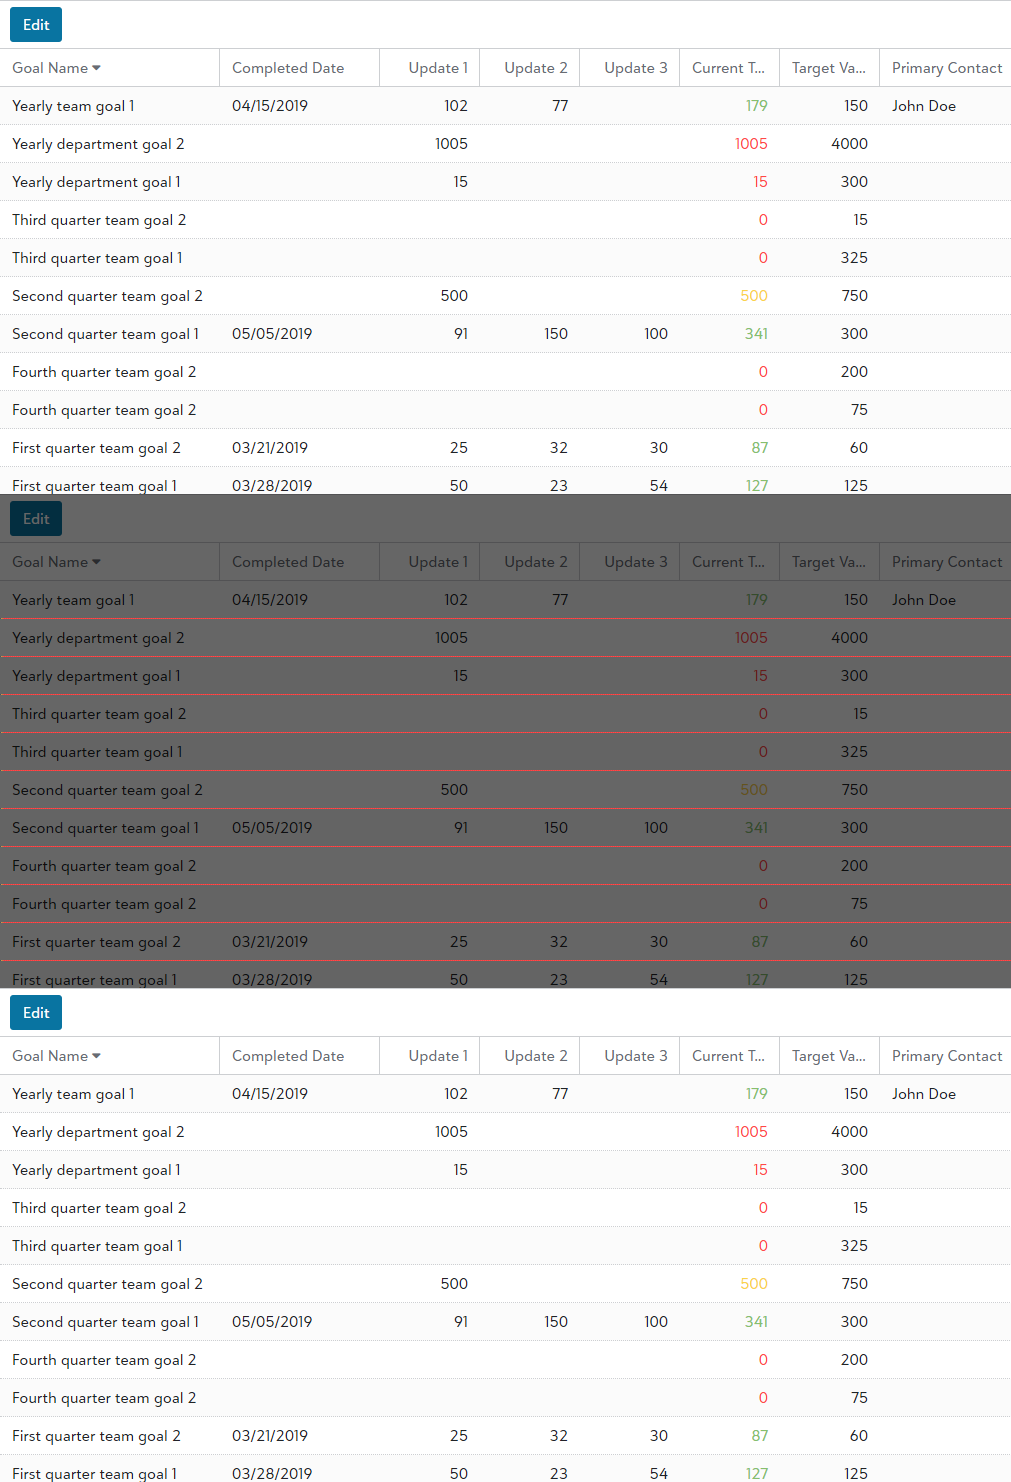 Edit
Goal Name Completed Date Update 1 Update 2 Update 3 Current T... Target Va... Primary Contact
Yearly team goal 1 04/15/2019 102 77 179 150 John Doe
Yearly department goal 2 1005 1005 4000
Yearly department goal 1 15 15 300
Third quarter team goal 2 0 15
Third quarter team goal 1 0 325
Second quarter team goal 2 500 500 750
Second quarter team goal 1 05/05/2019 91 150 100 341 300
Fourth quarter team goal 2 0 200
Fourth quarter team goal 2 0 75
First quarter team goal 2 03/21/2019 25 32 30 87 60
First quarter team goal 1 03/28/2019 50 23 54 127 125
Edit
Goal Name Completed Date Update 1 Update 2 Update 3 Current T... Target Va... Primary Contact
Yearly team goal 1 04/15/2019 102 77 179 150 John Doe
Yearly department goal 2 1005 1005 4000
Yearly department goal 1 15 15 300
Third quarter team goal 2 0 15
Third quarter team goal 1 0 325
Second quarter team goal 2 500 500 750
Second quarter team goal 1 05/05/2019 91 150 100 341 300
Fourth quarter team goal 2 0 200
Fourth quarter team goal 2 0 75
First quarter team goal 2 03/21/2019 25 32 30 87 60
First quarter team goal 1 03/28/2019 50 23 54 127 125
Edit
Goal Name Completed Date Update 1 Update 2 Update 3 Current T... Target Va... Primary Contact
Yearly team goal 1 04/15/2019 102 77 179 150 John Doe
Yearly department goal 2 1005 1005 4000
Yearly department goal 1 15 15 300
Third quarter team goal 2 0 15
Third quarter team goal 1 0 325
Second quarter team goal 2 500 500 750
Second quarter team goal 1 05/05/2019 91 150 100 341 300
Fourth quarter team goal 2 0 200
Fourth quarter team goal 2 0 75
First quarter team goal 2 03/21/2019 25 32 30 87 60
First quarter team goal 1 03/28/2019 50 23 54 127 125